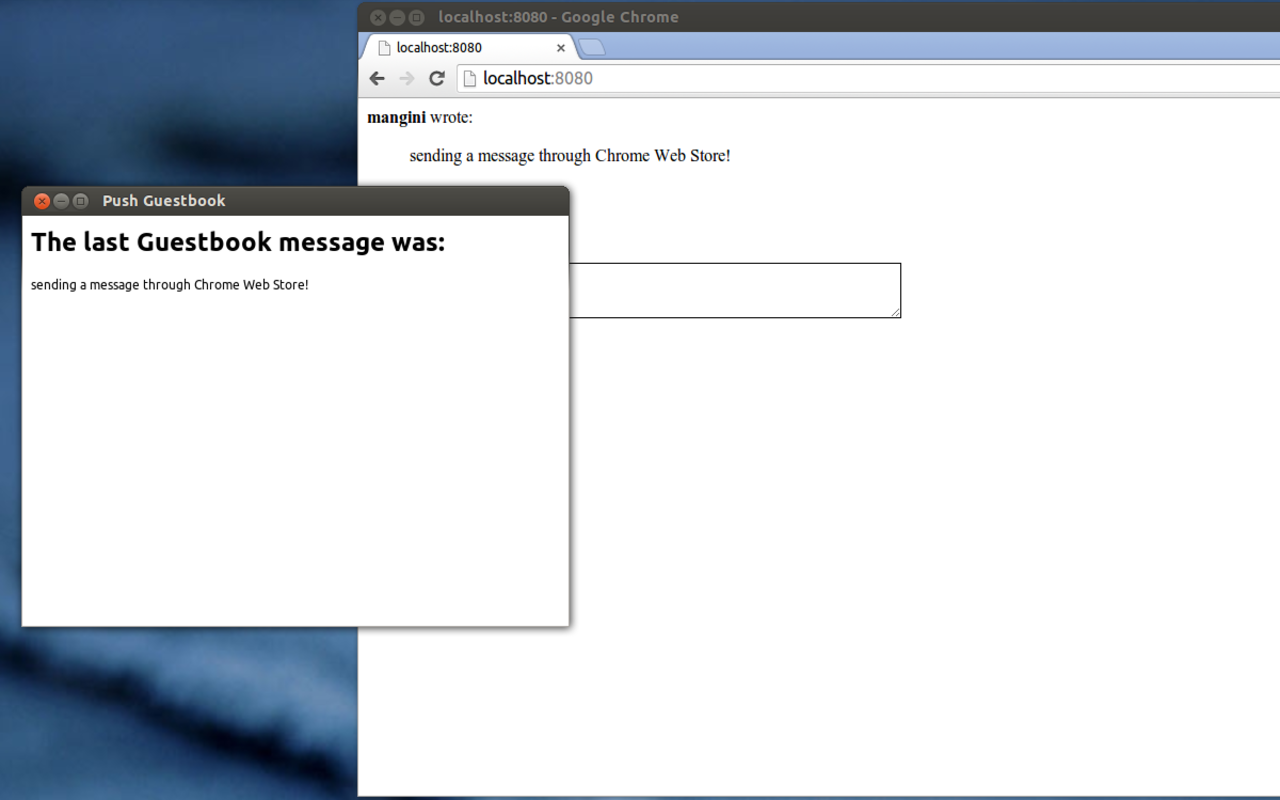 localhost:8080 - Google Chrome
localhost:8080
localhost:8080
mangini wrote:
sending a message through Chrome Web Store!
Push Guestbook
The last Guestbook message was:
sending a message through Chrome Web Store!